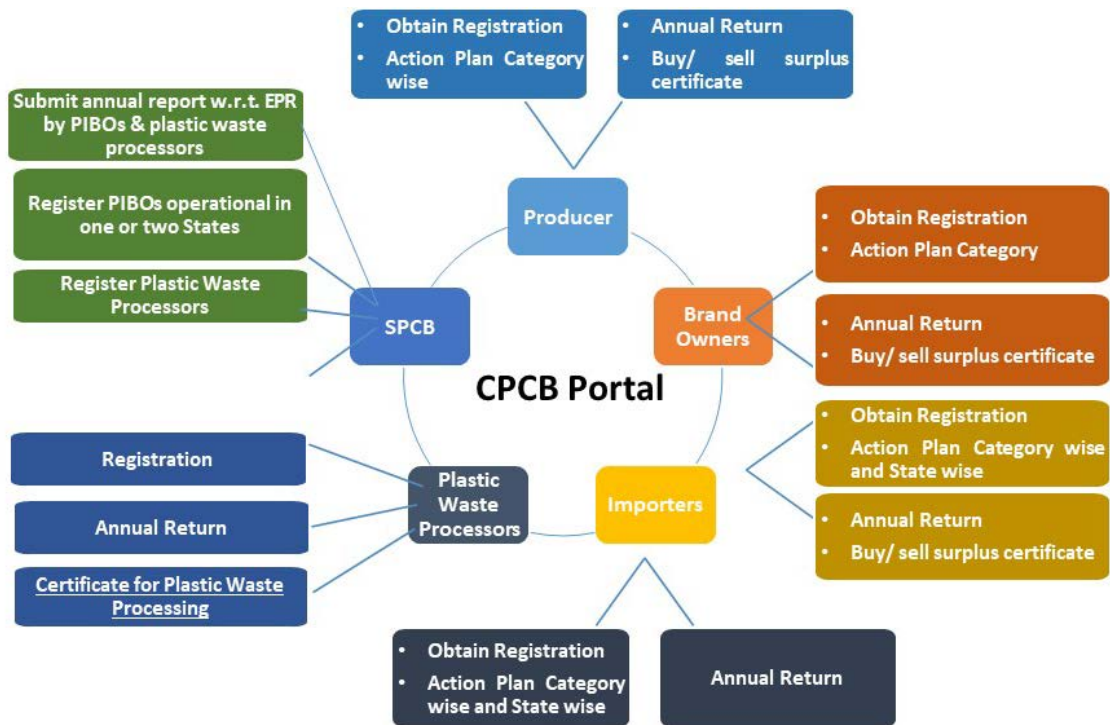 • Obtain Registration
• Action Plan Category
wise
• Annual Return
• Buy/ sell surplus
certificate
Submit annual report w.r.t. EPR
by PIBOs & plastic waste
processors
Register PIBOs operational in
one or two States
Register Plastic Waste
Processors
Producer
SPCB
Brand
Owners
CPCB Portal
• Obtain Registration
• Action Plan Category
• Annual Return
• Buy/ sell surplus certificate
• Obtain Registration
• Action Plan Category wise
and State wise
• Annual Return
• Buy/ sell surplus certificate
Registration
Annual Return
Certificate for Plastic Waste
Processing
Plastic
Waste
Processors
Importers
• Obtain Registration
• Action Plan Category
wise and State wise
Annual Return